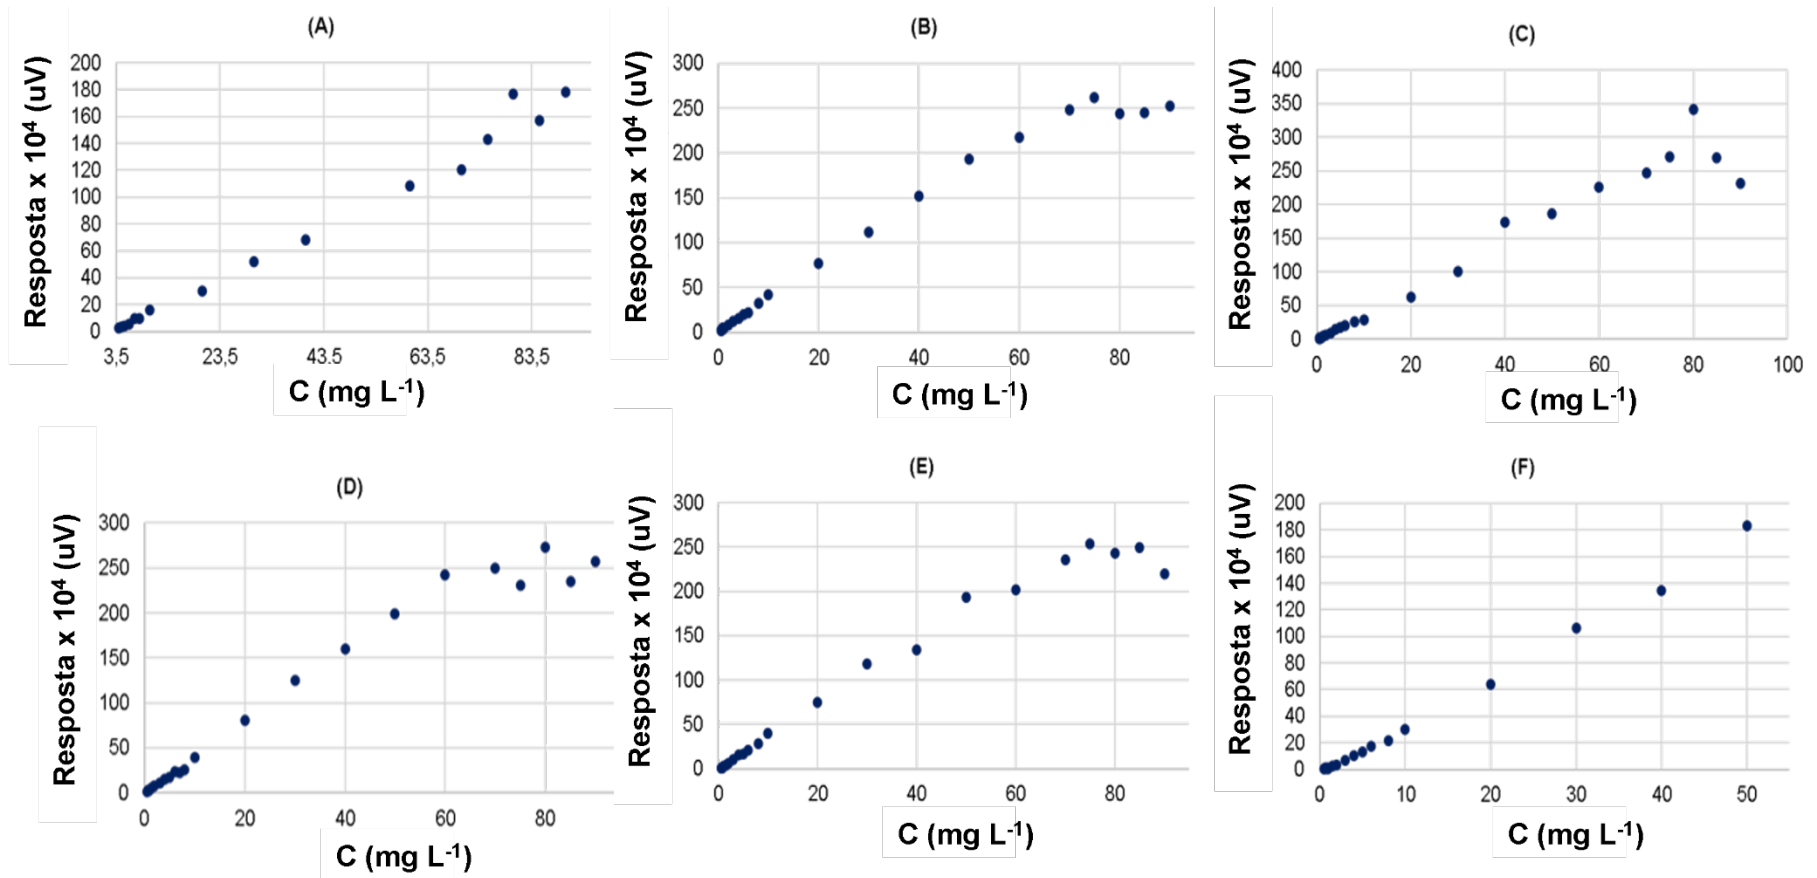 (A)
Resposta x 10⁴ (uV)
200
180
160
140
120
100
80
60
40
20
0
3,5 23,5 43.5 63,5 83,5
C (mg L⁻¹)
(B)
Resposta x 10⁴ (uV)
300
250
200
150
100
50
0
0 20 40 60 80
C (mg L⁻¹)
(C)
Resposta x 10⁴ (uV)
400
350
300
250
200
150
100
50
0
0 20 40 60 80 100
C (mg L⁻¹)
(D)
Resposta x 10⁴ (uV)
300
250
200
150
100
50
0
0 20 40 60 80
C (mg L⁻¹)
(E)
Resposta x 10⁴ (uV)
300
250
200
150
100
50
0
0 20 40 60 80
C (mg L⁻¹)
(F)
Resposta x 10⁴ (uV)
200
180
160
140
120
100
80
60
40
20
0
0 10 20 30 40 50
C (mg L⁻¹)